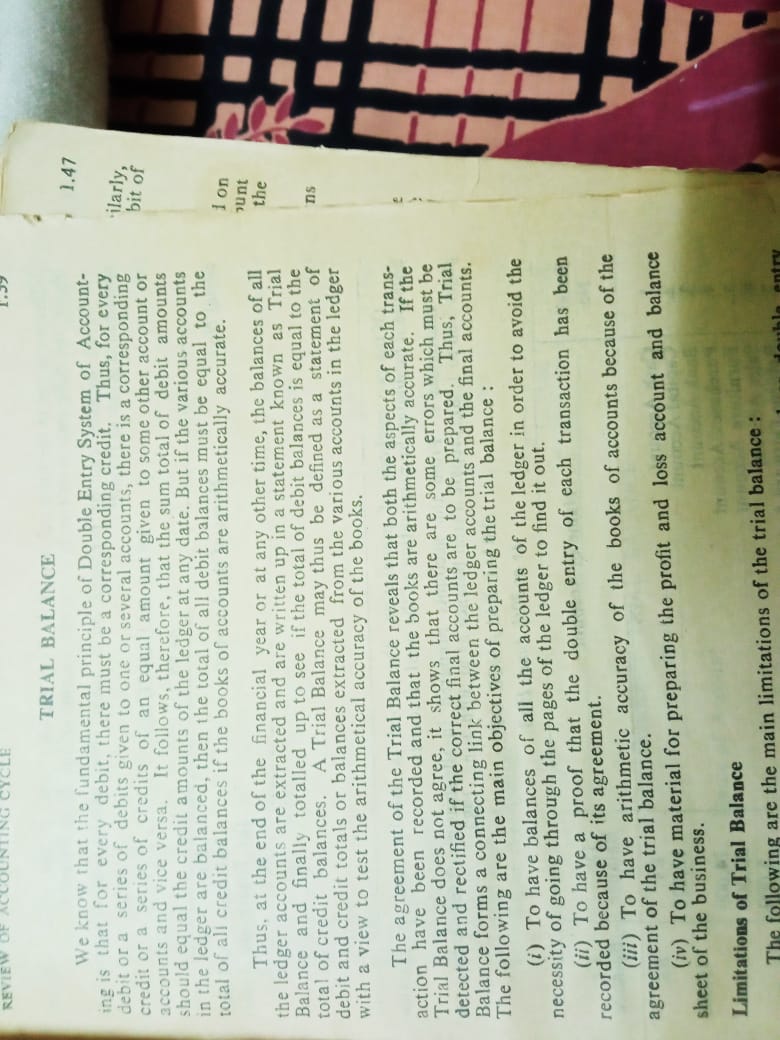 REVIEW OF ACCOUNTING CYCLE
TRIAL BALANCE
We know that the fundamental principle of Double Entry System of Account-
ing is that for every debit, there must be a corresponding credit. Thus, for every
debit or a series of debits given to one or several accounts, there is a corresponding
credit or a series of credits of an equal amount given to some other account or
accounts and vice versa. It follows, therefore, that the sum total of debit amounts
should equal the credit amounts of the ledger at any date. But if the various accounts
in the ledger are balanced, then the total of all debit balances must be equal to the
total of all credit balances if the books of accounts are arithmetically accurate.
Thus, at the end of the financial year or at any other time, the balances of all
the ledger accounts are extracted and are written up in a statement known as Trial
Balance and finally totalled up to see if the total of debit balances is equal to the
total of credit balances. A Trial Balance may thus be defined as a statement of
debit and credit totals or balances extracted from the various accounts in the ledger
with a view to test the arithmetical accuracy of the books.
The agreement of the Trial Balance reveals that both the aspects of each trans-
action have been recorded and that the books are arithmetically accurate. If the
Trial Balance does not agree, it shows that there are some errors which must be
detected and rectified if the correct final accounts are to be prepared. Thus, Trial
Balance forms a connecting link between the ledger accounts and the final accounts.
The following are the main objectives of preparing the trial balance :
(i) To have balances of all the accounts of the ledger in order to avoid the
necessity of going through the pages of the ledger to find it out.
(ii) To have a proof that the double entry of each transaction has been
recorded because of its agreement.
(iii) To have arithmetic accuracy of the books of accounts because of the
agreement of the trial balance.
(iv) To have material for preparing the profit and loss account and balance
sheet of the business.
Limitations of Trial Balance
The following are the main limitations of the trial balance :
entry
1.47
ilarly,
bit of
on
unt
the
ns